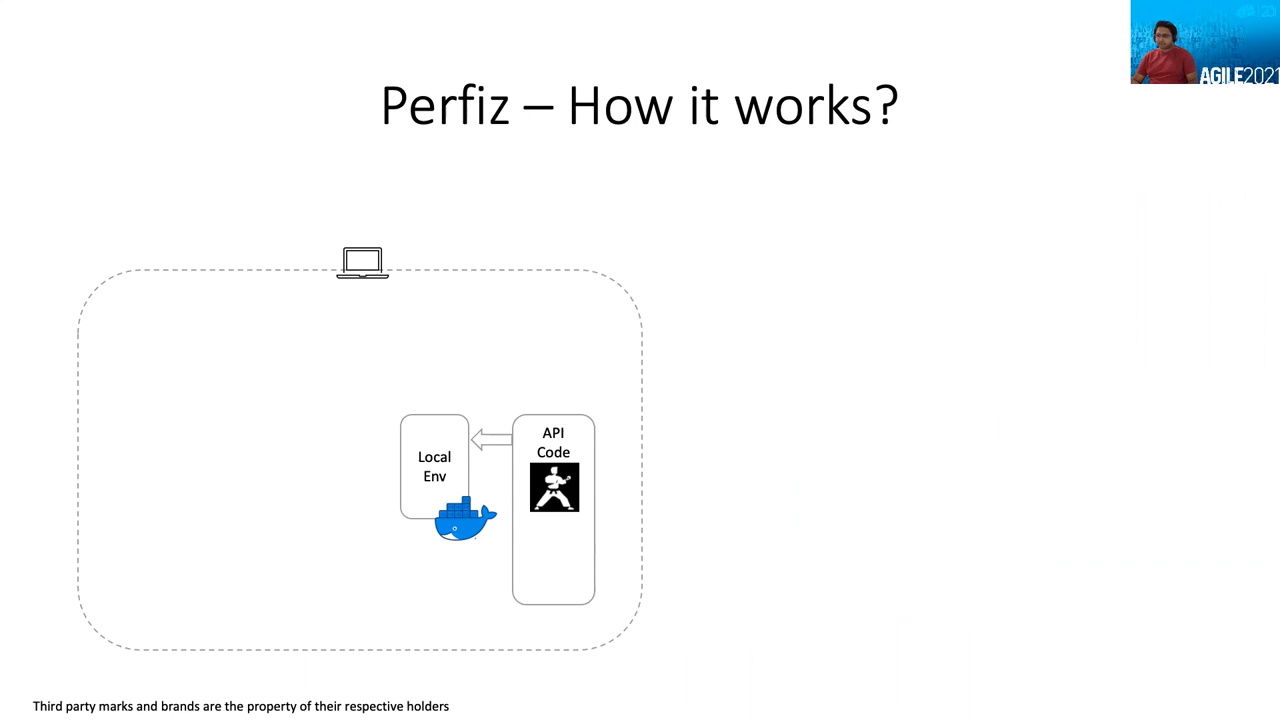 AGILE2021
Perfiz – How it works?
API
Code
Local
Env
Third party marks and brands are the property of their respective holders